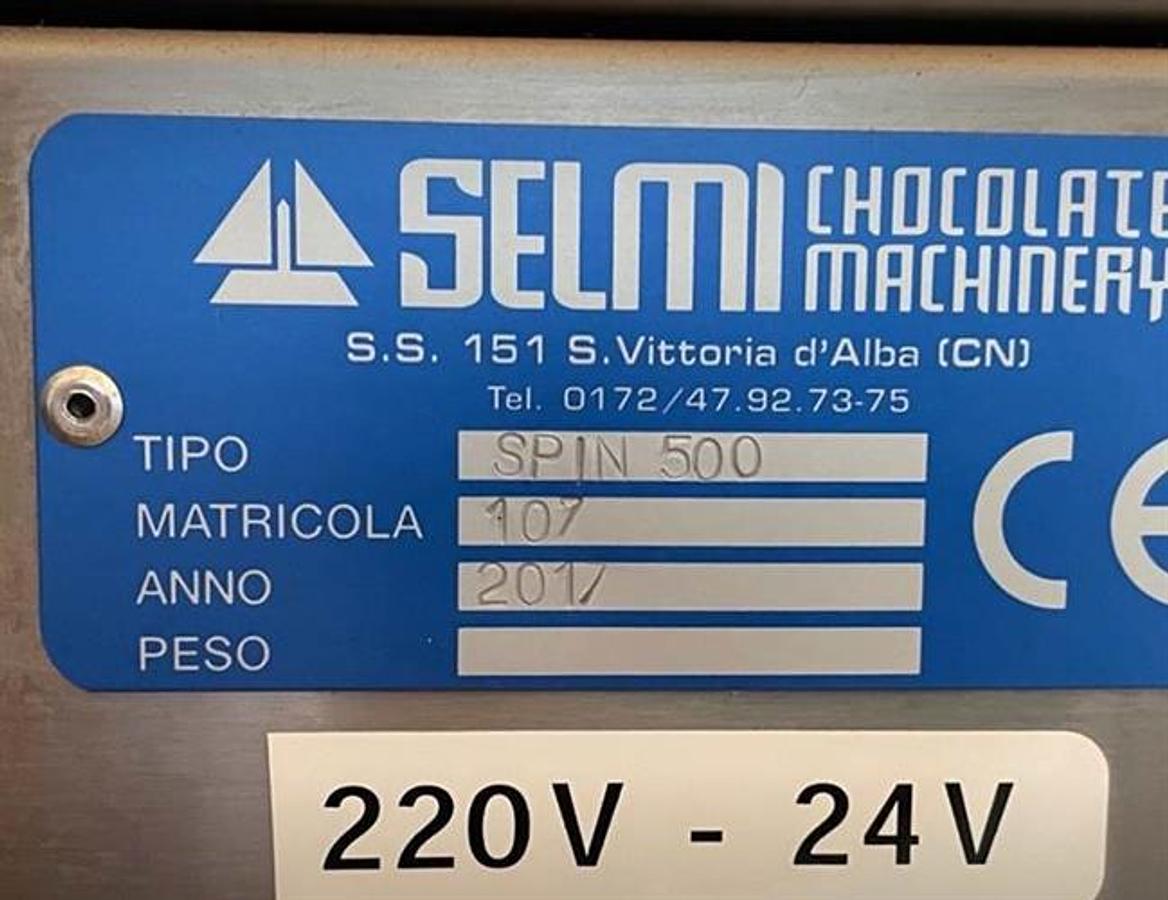 SELMI CHOCOLATE
MACHINERY
S.S. 151 S.Vittoria d'Alba (CN)
Tel. 0172/47.92.73-75
TIPO SPIN 500
MATRICOLA 107
ANNO 2017
PESO
CE
220V - 24V